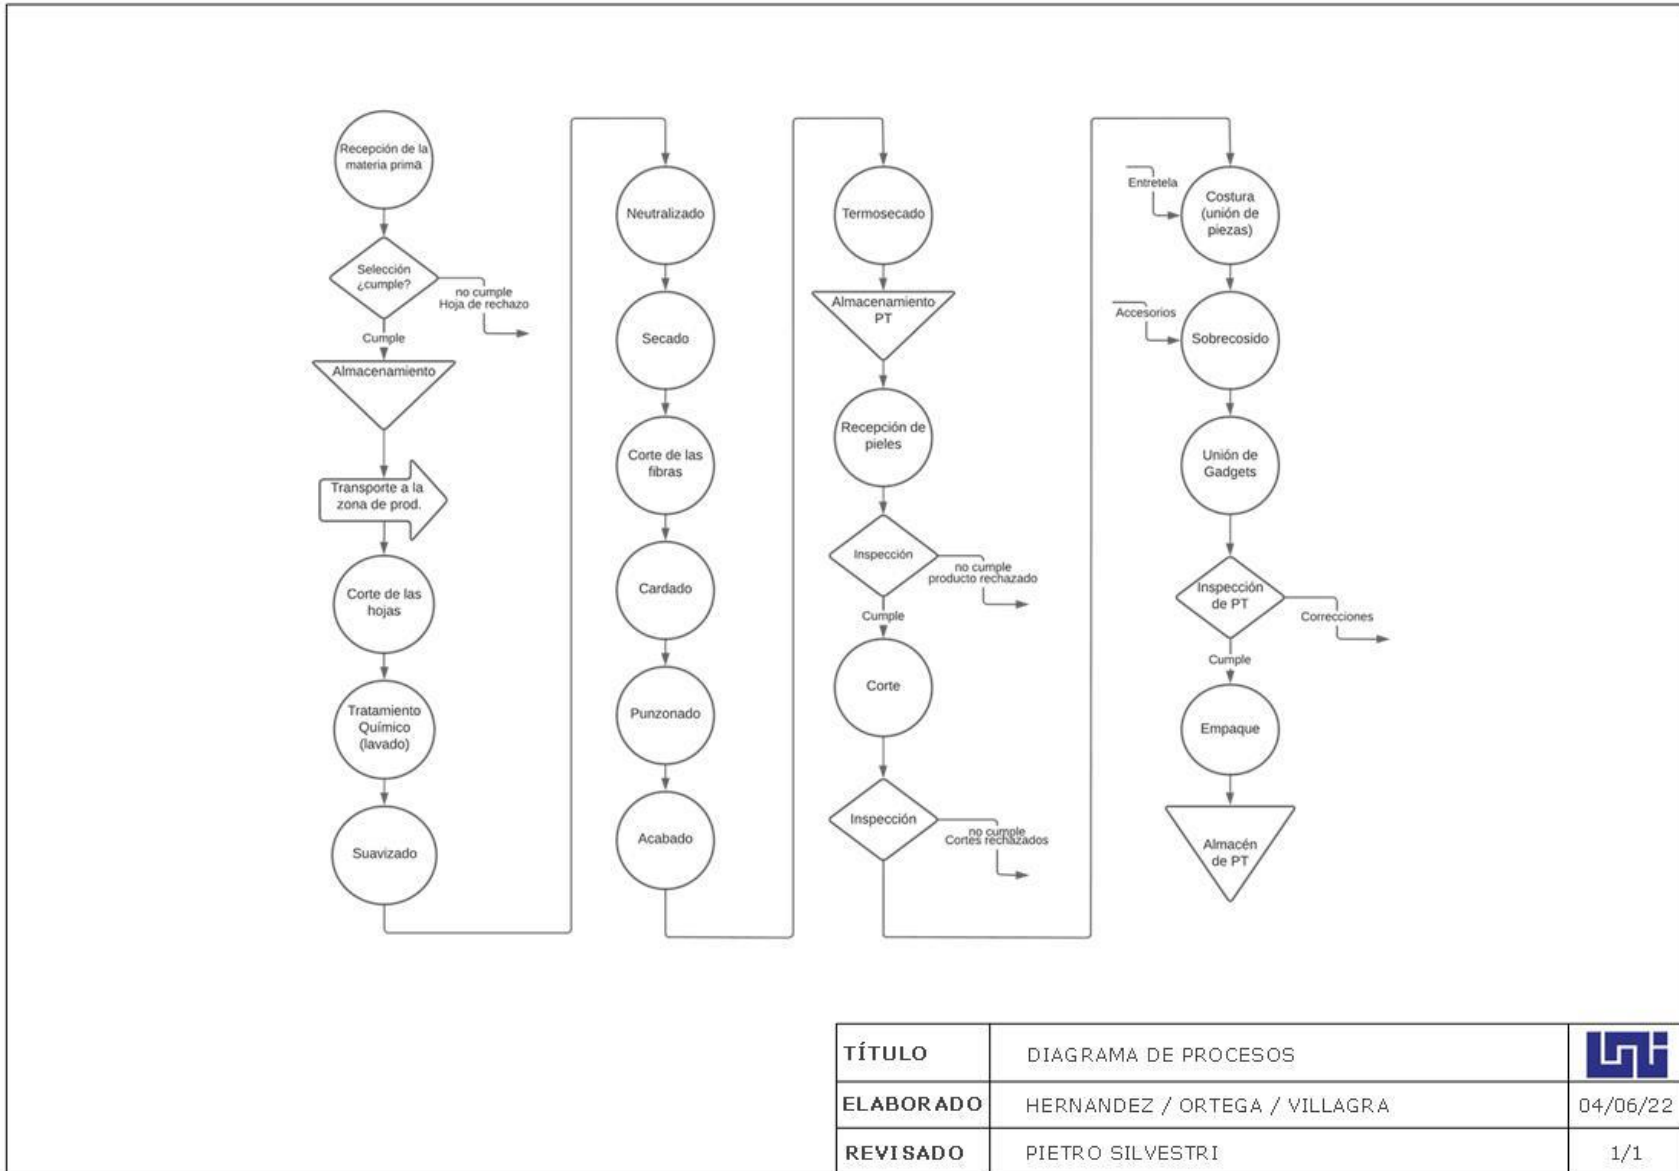 Recepción de la
materia prima
Selección
¿cumple?
no cumple
Hoja de rechazo
Cumple
Almacenamiento
Transporte a la
zona de prod.
Corte de las
hojas
Tratamiento
Químico
(lavado)
Suavizado
Neutralizado
Secado
Corte de las
fibras
Cardado
Punzonado
Acabado
Termosecado
Almacenamiento
PT
Recepción de
pieles
Inspección
no cumple
producto rechazado
Cumple
Corte
Inspección
no cumple
Cortes rechazados
Entretela
Costura
(unión de
piezas)
Accesorios
Sobrecosido
Unión de
Gadgets
Inspección
de PT
Correcciones
Cumple
Empaque
Almacén
de PT
TÍTULO DIAGRAMA DE PROCESOS uni
ELABORADO HERNANDEZ / ORTEGA / VILLAGRA 04/06/22
REVISADO PIETRO SILVESTRI 1/1